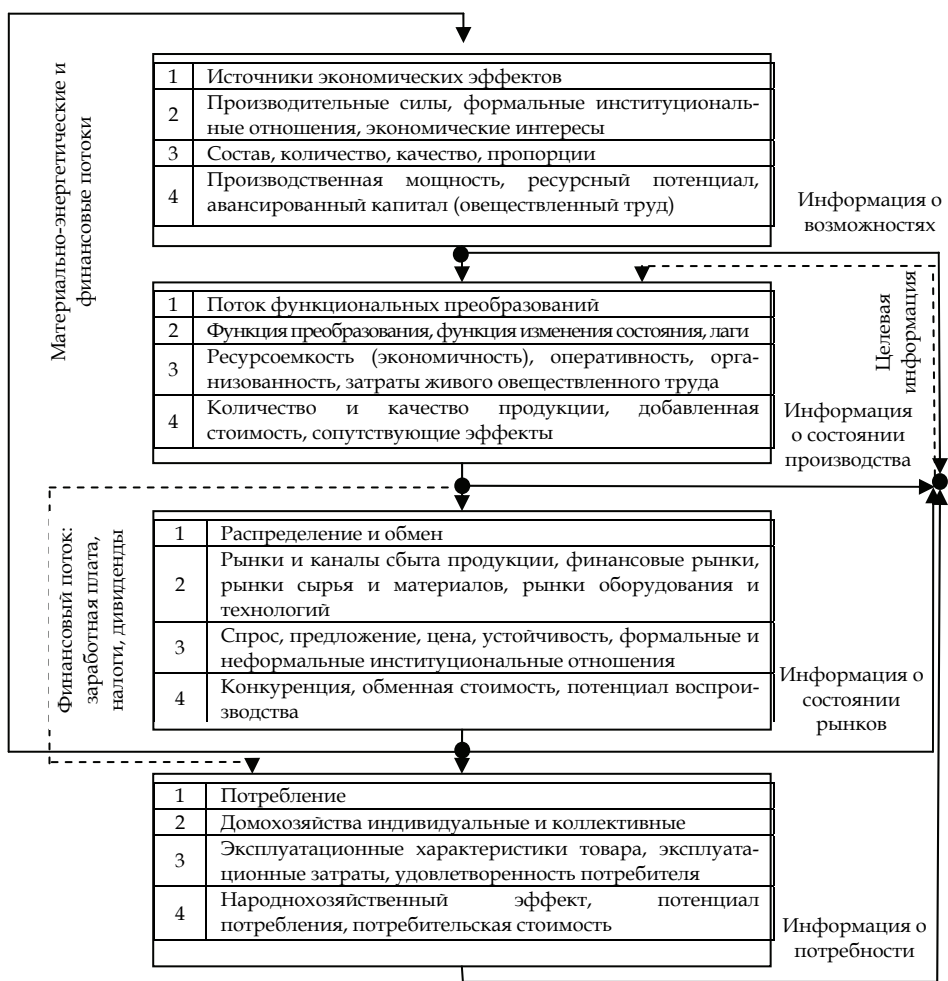 Материально-энергетические и
финансовые потоки
1 Источники экономических эффектов
2 Производительные силы, формальные институциональ-
ные отношения, экономические интересы
3 Состав, количество, качество, пропорции
4 Производственная мощность, ресурсный потенциал,
авансированный капитал (овеществленный труд)
Информация о
возможностях
1 Поток функциональных преобразований
2 Функция преобразования, функция изменения состояния, лаги
3 Ресурсоемкость (экономичность), оперативность, орга-
низованность, затраты живого овеществленного труда
4 Количество и качество продукции, добавленная
стоимость, сопутствующие эффекты
Целевая
информация
Информация
о состоянии
производства
Финансовый поток:
заработная плата,
налоги, дивиденды
1 Распределение и обмен
2 Рынки и каналы сбыта продукции, финансовые рынки,
рынки сырья и материалов, рынки оборудования и
технологий
3 Спрос, предложение, цена, устойчивость, формальные и
неформальные институциональные отношения
4 Конкуренция, обменная стоимость, потенциал воспрои-
зводства
Информация о
состоянии
рынков
1 Потребление
2 Домохозяйства индивидуальные и коллективные
3 Эксплуатационные характеристики товара, эксплуата-
ционные затраты, удовлетворенность потребителя
4 Народнохозяйственный эффект, потенциал
потребления, потребительская стоимость
Информация о
потребности